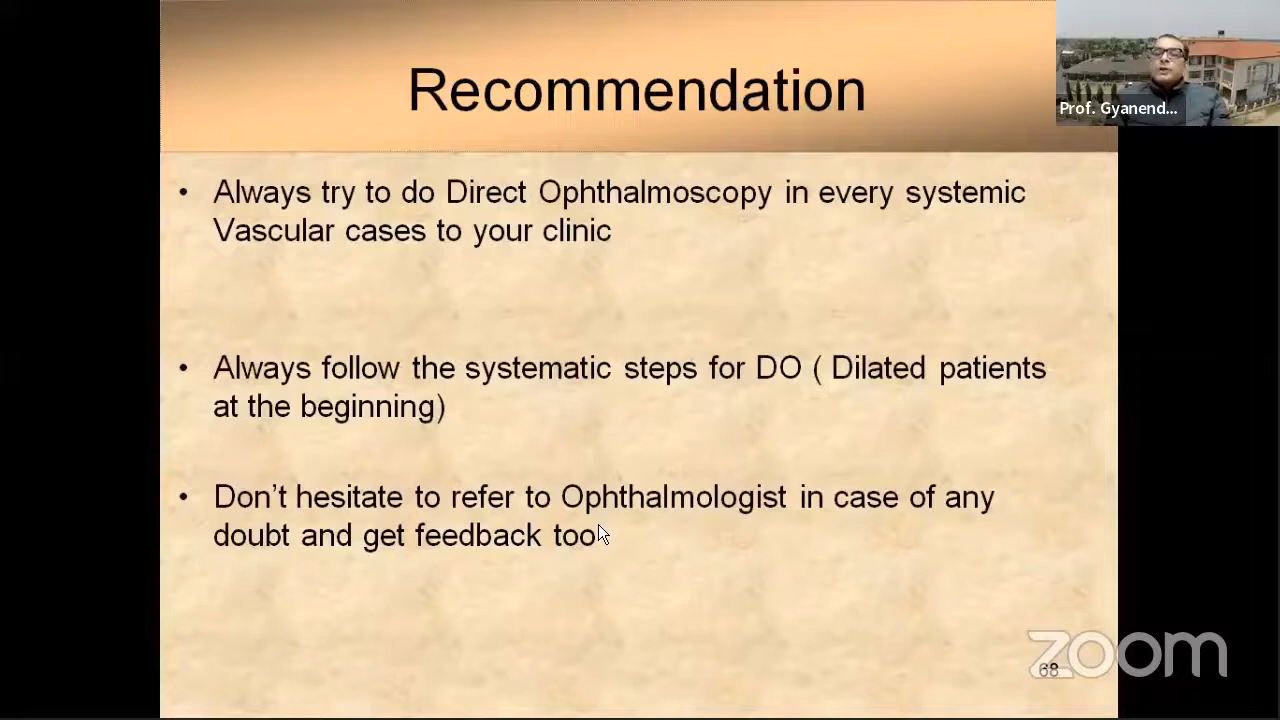 Recommendation
Prof. Gyanend...
• Always try to do Direct Ophthalmoscopy in every systemic
Vascular cases to your clinic
• Always follow the systematic steps for DO ( Dilated patients
at the beginning)
• Don't hesitate to refer to Ophthalmologist in case of any
doubt and get feedback too
zoom
68